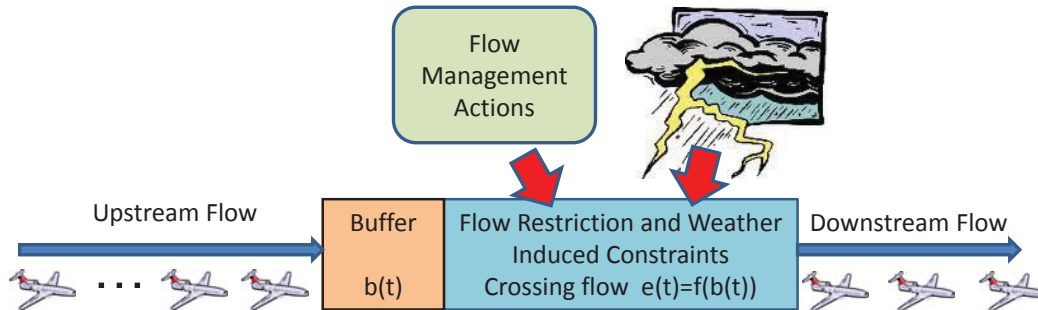 Flow
Management
Actions
Upstream Flow
Buffer
b(t)
Flow Restriction and Weather
Induced Constraints
Crossing flow e(t)=f(b(t))
Downstream Flow
...